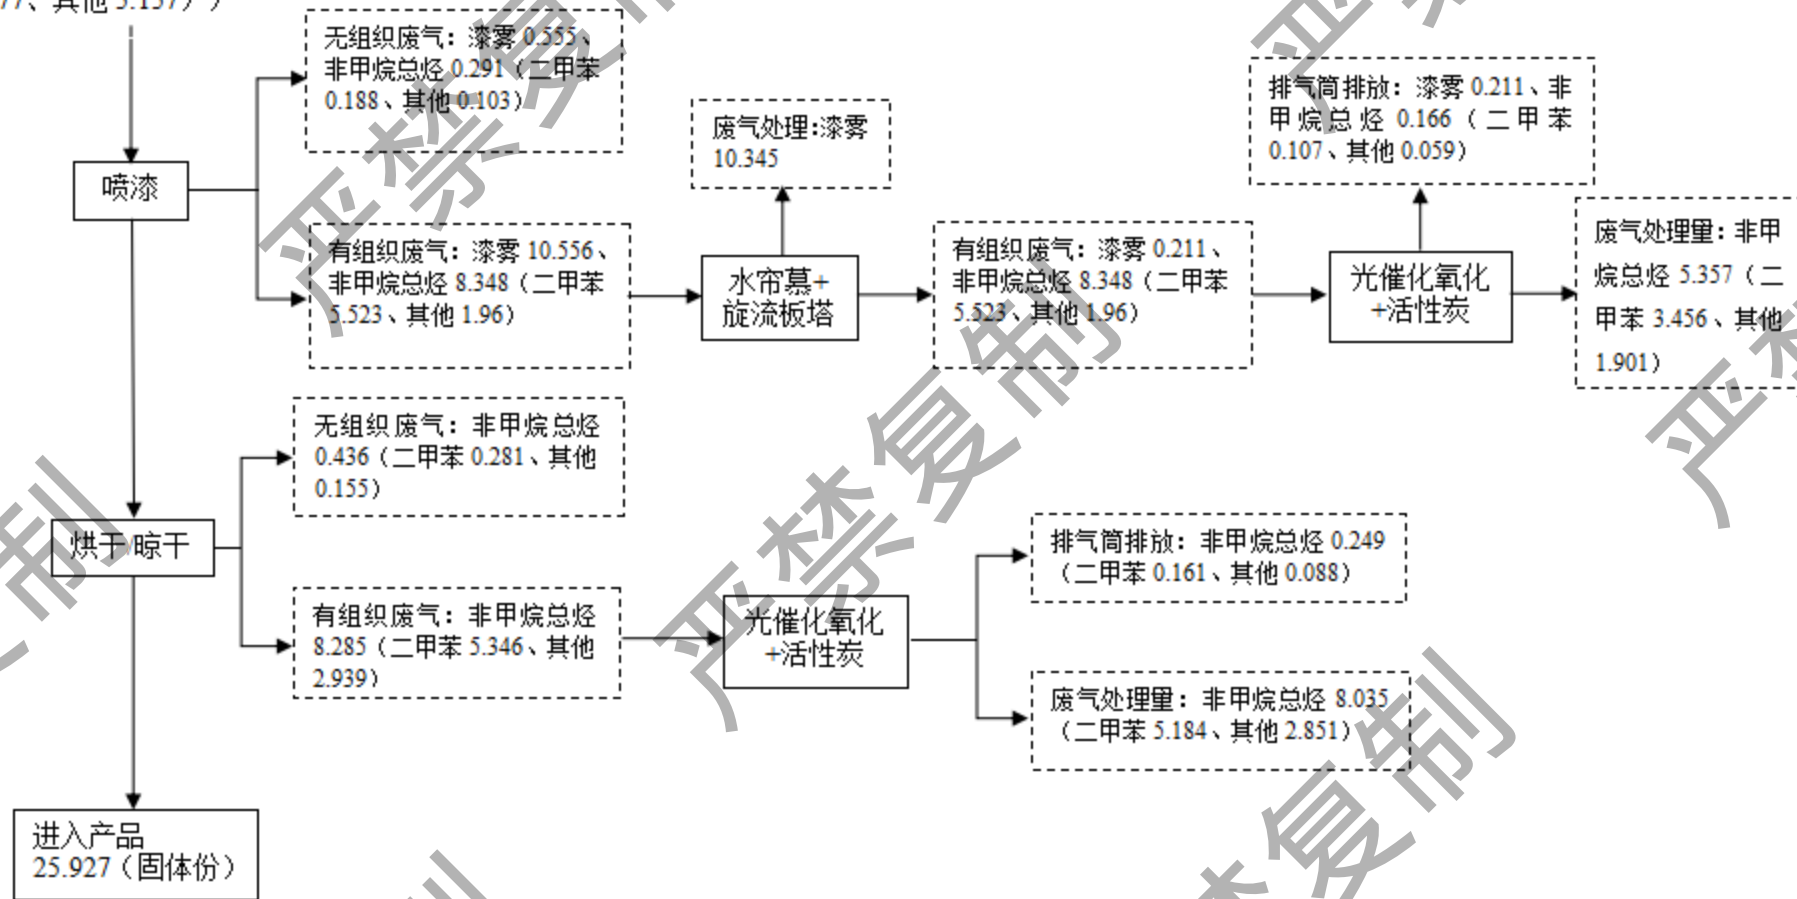 77、其他 5.157））
无组织废气：漆雾 0.555、
非甲烷总烃 0.291（二甲苯
0.188、其他 0.103）
喷漆
有组织废气：漆雾 10.556、
非甲烷总烃 8.348（二甲苯
5.523、其他 1.96）
废气处理:漆雾
10.345
水帘慕+
旋流板塔
有组织废气：漆雾 0.211、
非甲烷总烃 8.348（二甲苯
5.523、其他 1.96）
排气筒排放：漆雾 0.211、非
甲烷总烃 0.166（二甲苯
0.107、其他 0.059）
光催化氧化
+活性炭
废气处理量：非甲
烷总烃 5.357（二
甲苯 3.456、其他
1.901）
无组织废气：非甲烷总烃
0.436（二甲苯 0.281、其他
0.155）
烘干/晾干
有组织废气：非甲烷总烃
8.285（二甲苯 5.346、其他
2.939）
光催化氧化
+活性炭
排气筒排放：非甲烷总烃 0.249
（二甲苯 0.161、其他 0.088）
废气处理量：非甲烷总烃 8.035
（二甲苯 5.184、其他 2.851）
进入产品
25.927（固体份）
严禁复制
严禁复制
严禁
严禁
复制
禁复制
制